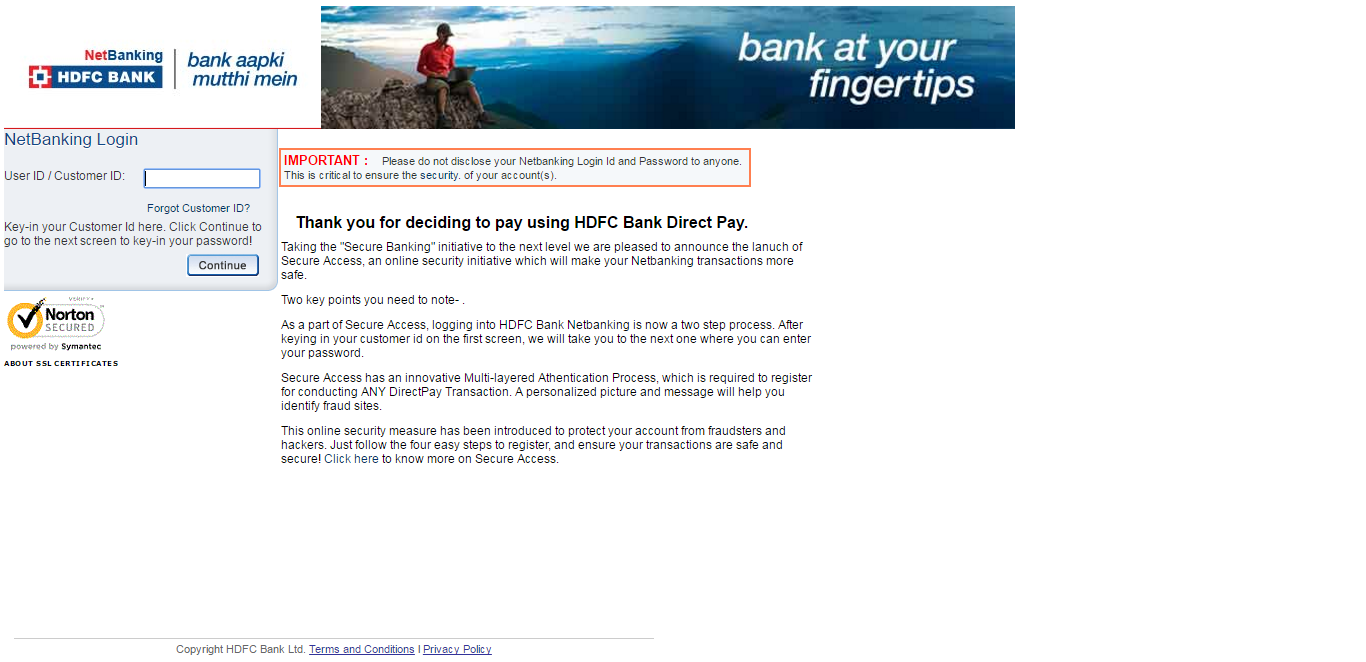 NetBanking
HDFC BANK
bank aapki
mutthi mein
bank at your
fingertips
NetBanking Login
User ID / Customer ID:
Forgot Customer ID?
Key-in your Customer Id here. Click Continue to
go to the next screen to key-in your password!
Continue
VERIFY
Norton
SECURED
powered by Symantec
ABOUT SSL CERTIFICATES
IMPORTANT : Please do not disclose your Netbanking Login Id and Password to anyone.
This is critical to ensure the security. of your account(s).
Thank you for deciding to pay using HDFC Bank Direct Pay.
Taking the "Secure Banking" initiative to the next level we are pleased to announce the lanuch of
Secure Access, an online security initiative which will make your Netbanking transactions more
safe.
Two key points you need to note- .
As a part of Secure Access, logging into HDFC Bank Netbanking is now a two step process. After
keying in your customer id on the first screen, we will take you to the next one where you can enter
your password.
Secure Access has an innovative Multi-layered Athentication Process, which is required to register
for conducting ANY DirectPay Transaction. A personalized picture and message will help you
identify fraud sites.
This online security measure has been introduced to protect your account from fraudsters and
hackers. Just follow the four easy steps to register, and ensure your transactions are safe and
secure! Click here to know more on Secure Access.
Copyright HDFC Bank Ltd. Terms and Conditions | Privacy Policy